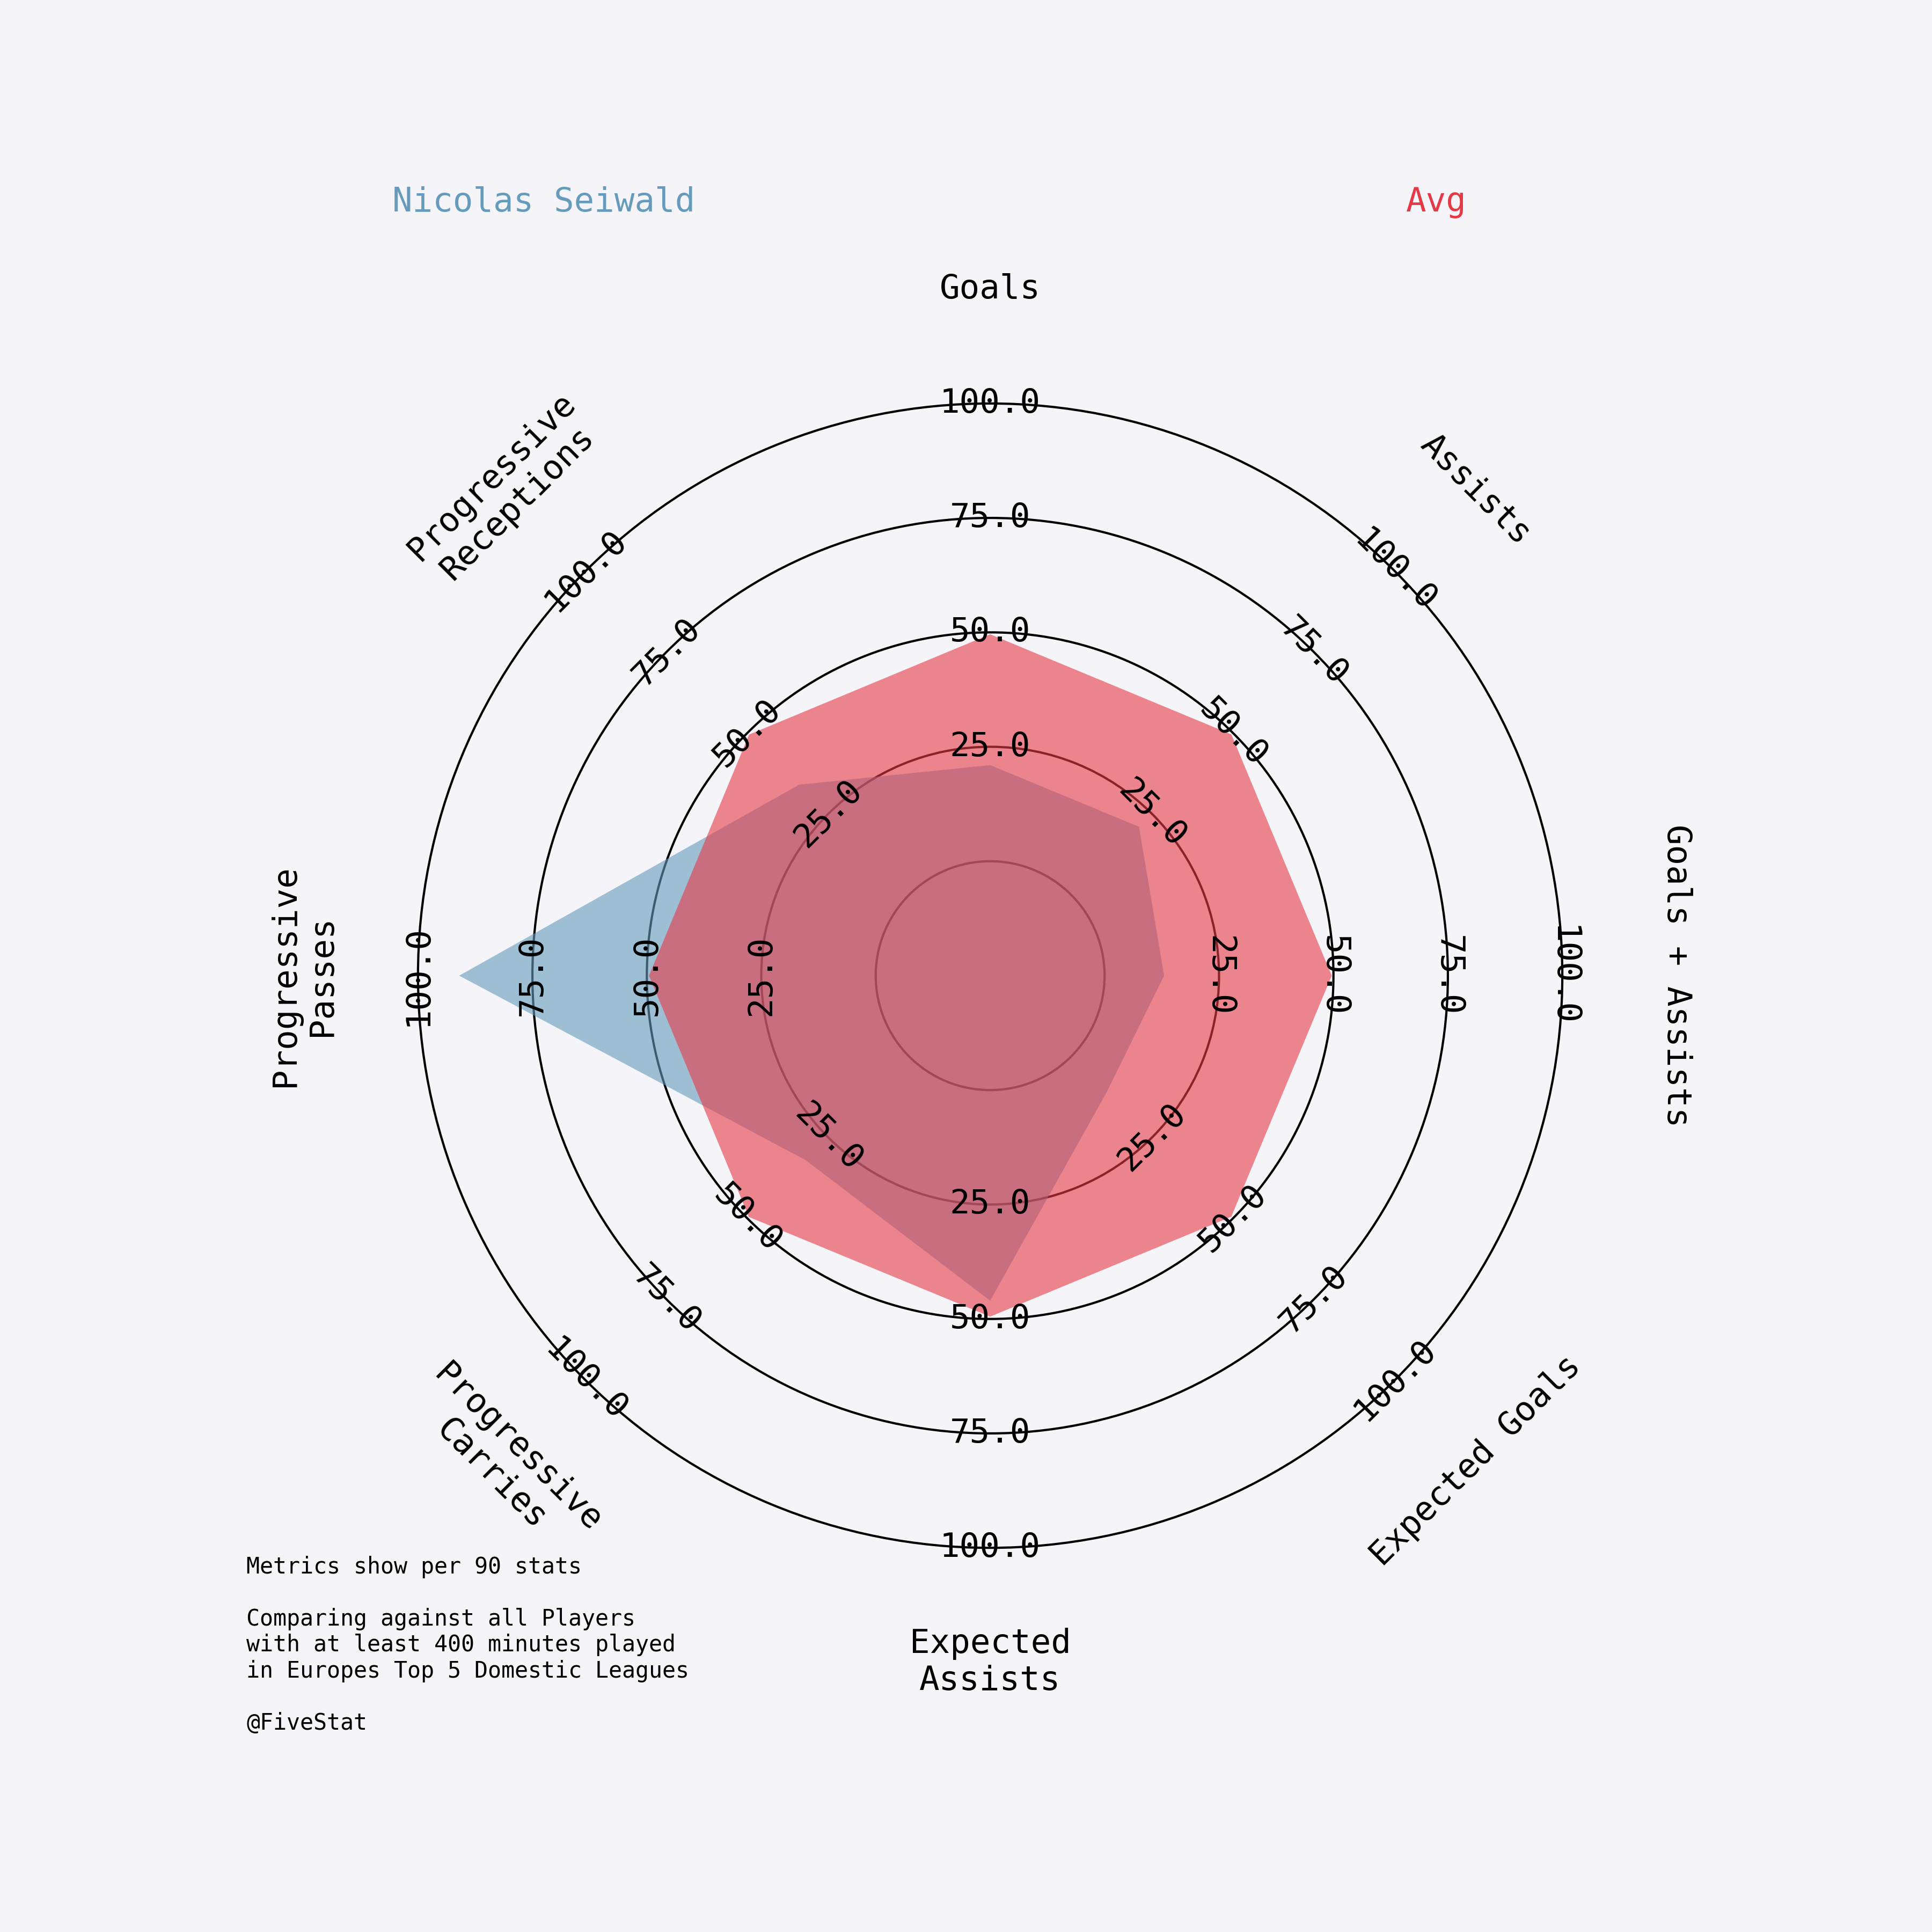 Nicolas Seiwald
Avg
Goals
Assists
Goals + Assists
Expected Goals
Expected
Assists
Progressive
Carries
Progressive
Passes
Progressive
Receptions
100.0
75.0
50.0
25.0
100.0
75.0
50.0
25.0
100.0
75.0
50.0
25.0
100.0
75.0
50.0
25.0
25.0
50.0
75.0
100.0
25.0
50.0
75.0
100.0
100.0
75.0
50.0
25.0
100.0
75.0
50.0
25.0
Metrics show per 90 stats
Comparing against all Players
with at least 400 minutes played
in Europes Top 5 Domestic Leagues
@FiveStat